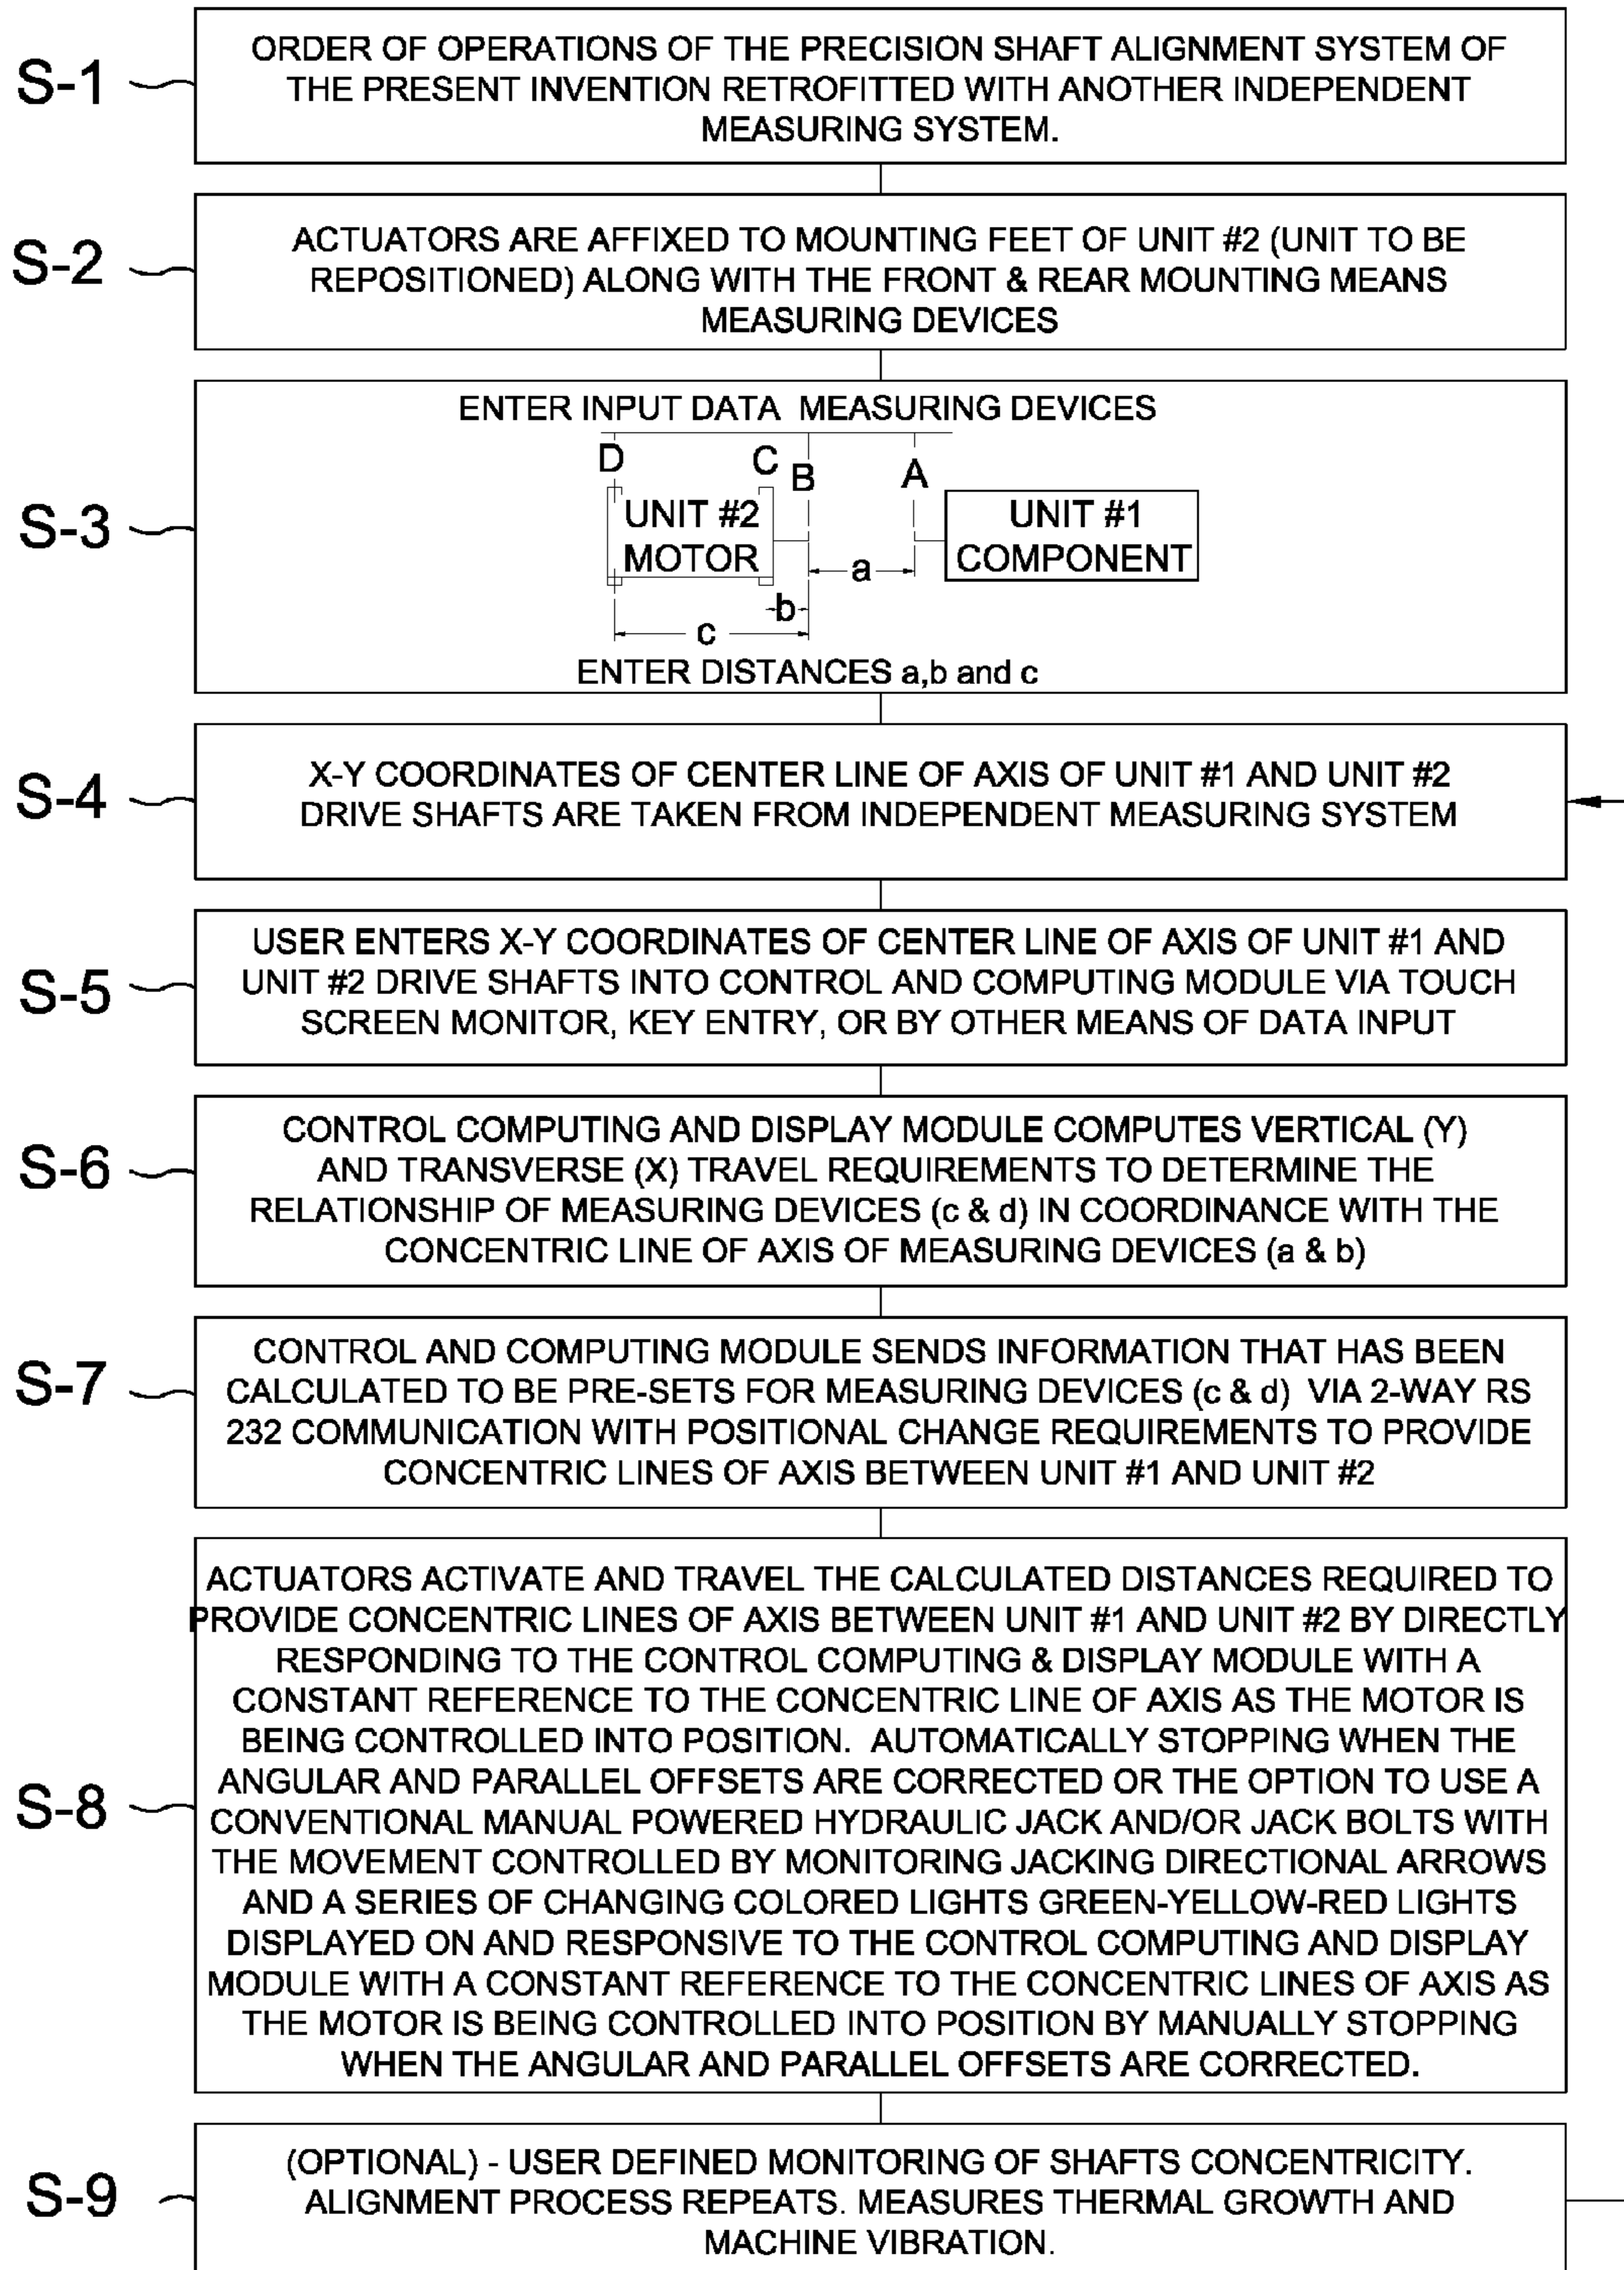 S-1
ORDER OF OPERATIONS OF THE PRECISION SHAFT ALIGNMENT SYSTEM OF
THE PRESENT INVENTION RETROFITTED WITH ANOTHER INDEPENDENT
MEASURING SYSTEM.
S-2
ACTUATORS ARE AFFIXED TO MOUNTING FEET OF UNIT #2 (UNIT TO BE
REPOSITIONED) ALONG WITH THE FRONT & REAR MOUNTING MEANS
MEASURING DEVICES
S-3
ENTER INPUT DATA MEASURING DEVICES
D C B A
UNIT #2
MOTOR
UNIT #1
COMPONENT
a
b
c
ENTER DISTANCES a,b and c
S-4
X-Y COORDINATES OF CENTER LINE OF AXIS OF UNIT #1 AND UNIT #2
DRIVE SHAFTS ARE TAKEN FROM INDEPENDENT MEASURING SYSTEM
S-5
USER ENTERS X-Y COORDINATES OF CENTER LINE OF AXIS OF UNIT #1 AND
UNIT #2 DRIVE SHAFTS INTO CONTROL AND COMPUTING MODULE VIA TOUCH
SCREEN MONITOR, KEY ENTRY, OR BY OTHER MEANS OF DATA INPUT
S-6
CONTROL COMPUTING AND DISPLAY MODULE COMPUTES VERTICAL (Y)
AND TRANSVERSE (X) TRAVEL REQUIREMENTS TO DETERMINE THE
RELATIONSHIP OF MEASURING DEVICES (c & d) IN COORDINANCE WITH THE
CONCENTRIC LINE OF AXIS OF MEASURING DEVICES (a & b)
S-7
CONTROL AND COMPUTING MODULE SENDS INFORMATION THAT HAS BEEN
CALCULATED TO BE PRE-SETS FOR MEASURING DEVICES (c & d) VIA 2-WAY RS
232 COMMUNICATION WITH POSITIONAL CHANGE REQUIREMENTS TO PROVIDE
CONCENTRIC LINES OF AXIS BETWEEN UNIT #1 AND UNIT #2
S-8
ACTUATORS ACTIVATE AND TRAVEL THE CALCULATED DISTANCES REQUIRED TO
PROVIDE CONCENTRIC LINES OF AXIS BETWEEN UNIT #1 AND UNIT #2 BY DIRECTLY
RESPONDING TO THE CONTROL COMPUTING & DISPLAY MODULE WITH A
CONSTANT REFERENCE TO THE CONCENTRIC LINE OF AXIS AS THE MOTOR IS
BEING CONTROLLED INTO POSITION. AUTOMATICALLY STOPPING WHEN THE
ANGULAR AND PARALLEL OFFSETS ARE CORRECTED OR THE OPTION TO USE A
CONVENTIONAL MANUAL POWERED HYDRAULIC JACK AND/OR JACK BOLTS WITH
THE MOVEMENT CONTROLLED BY MONITORING JACKING DIRECTIONAL ARROWS
AND A SERIES OF CHANGING COLORED LIGHTS GREEN-YELLOW-RED LIGHTS
DISPLAYED ON AND RESPONSIVE TO THE CONTROL COMPUTING AND DISPLAY
MODULE WITH A CONSTANT REFERENCE TO THE CONCENTRIC LINES OF AXIS AS
THE MOTOR IS BEING CONTROLLED INTO POSITION BY MANUALLY STOPPING
WHEN THE ANGULAR AND PARALLEL OFFSETS ARE CORRECTED.
S-9
(OPTIONAL) - USER DEFINED MONITORING OF SHAFTS CONCENTRICITY.
ALIGNMENT PROCESS REPEATS. MEASURES THERMAL GROWTH AND
MACHINE VIBRATION.